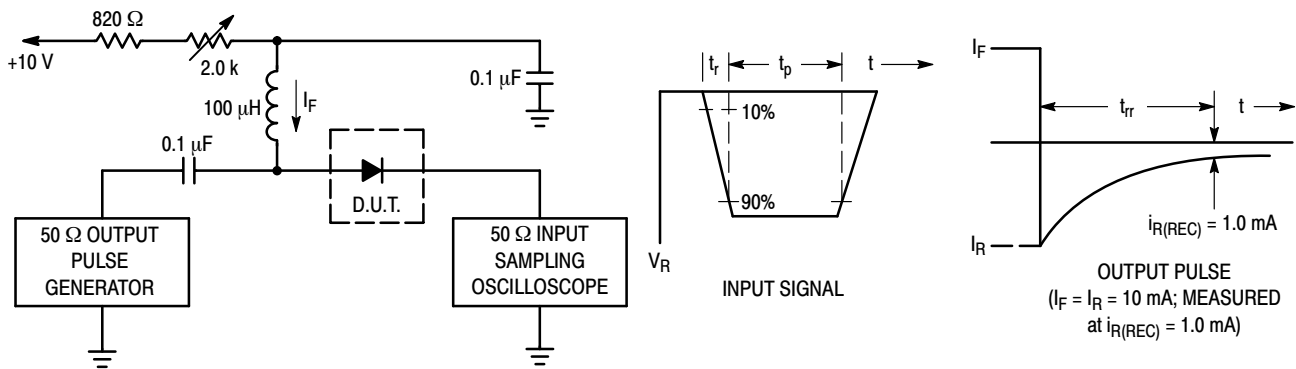 820 Ω
+10 V
2.0 k
0.1 μF
100 μH
I_F
0.1 μF
D.U.T.
50 Ω OUTPUT
PULSE
GENERATOR
50 Ω INPUT
SAMPLING
OSCILLOSCOPE
t_r
t_p
t
10%
90%
V_R
INPUT SIGNAL
I_F
t_rr
t
I_R
i_R(REC) = 1.0 mA
OUTPUT PULSE
(I_F = I_R = 10 mA; MEASURED
at i_R(REC) = 1.0 mA)